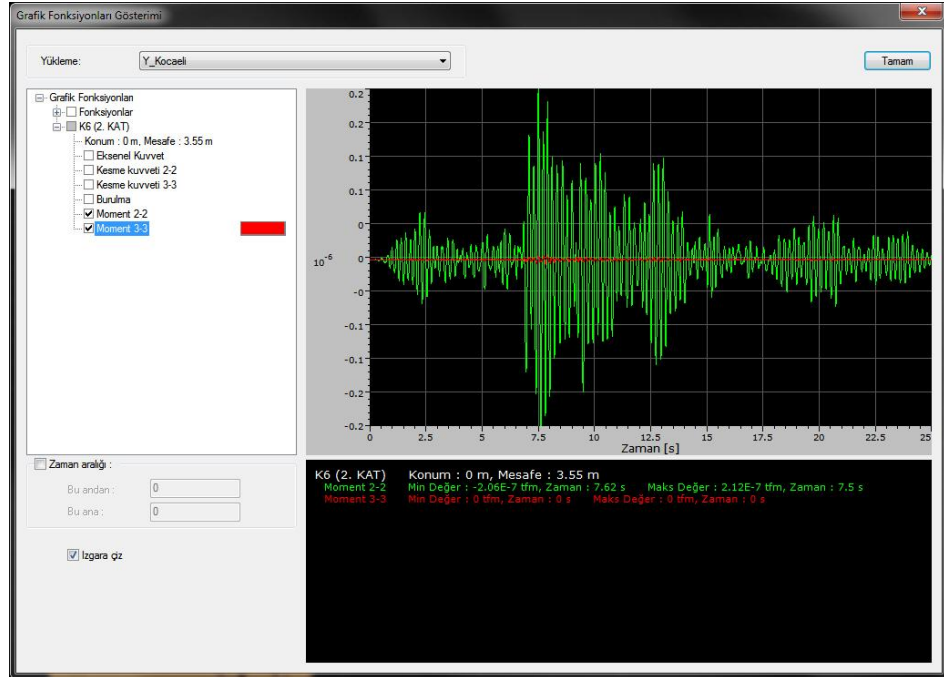 Grafik Fonksiyonları Gösterimi
Yükleme:
Y_Kocaeli
Tamam
Grafik Fonksiyonları
Fonksiyonlar
K6 (2. KAT)
Konum : 0 m, Mesafe : 3.55 m
Eksenel Kuvvet
Kesme kuvveti 2-2
Kesme kuvveti 3-3
Burulma
Moment 2-2
Moment 3-3
0.2
0.2
0.1
0.1
0
10-6 0
-0
-0.1
-0.1
-0.2
-0.2
0 2.5 5 7.5 10 12.5 15 17.5 20 22.5 25
Zaman [s]
Zaman aralığı :
Bu andan : 0
Bu ana : 0
Izgara çiz
K6 (2. KAT) Konum : 0 m, Mesafe : 3.55 m
Moment 2-2 Min Değer : -2.06E-7 tfm, Zaman : 7.62 s Maks Değer : 2.12E-7 tfm, Zaman : 7.5 s
Moment 3-3 Min Değer : 0 tfm, Zaman : 0 s Maks Değer : 0 tfm, Zaman : 0 s